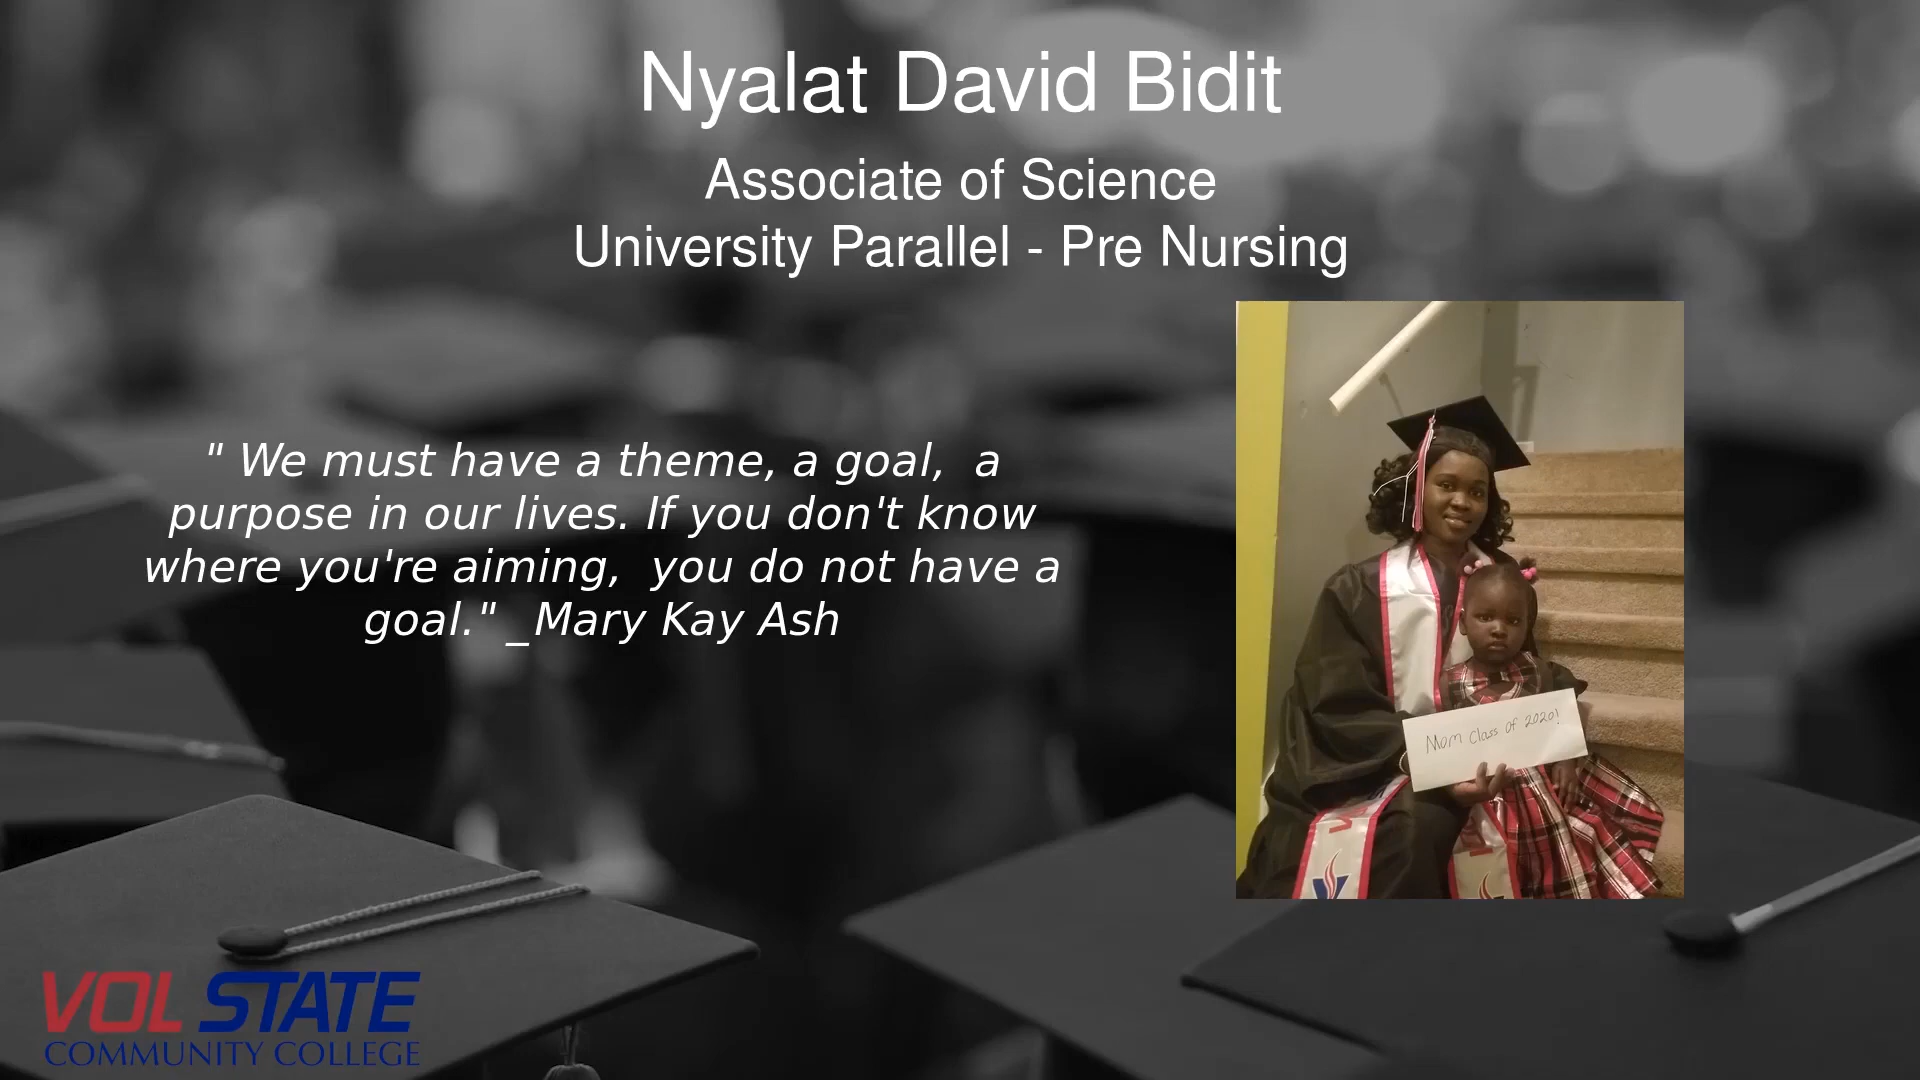 Nyalat David Bidit
Associate of Science
University Parallel - Pre Nursing
" We must have a theme, a goal,  a
purpose in our lives. If you don't know
where you're aiming,  you do not have a
goal." _Mary Kay Ash
Mom Class of 2020!
VOL STATE
COMMUNITY COLLEGE